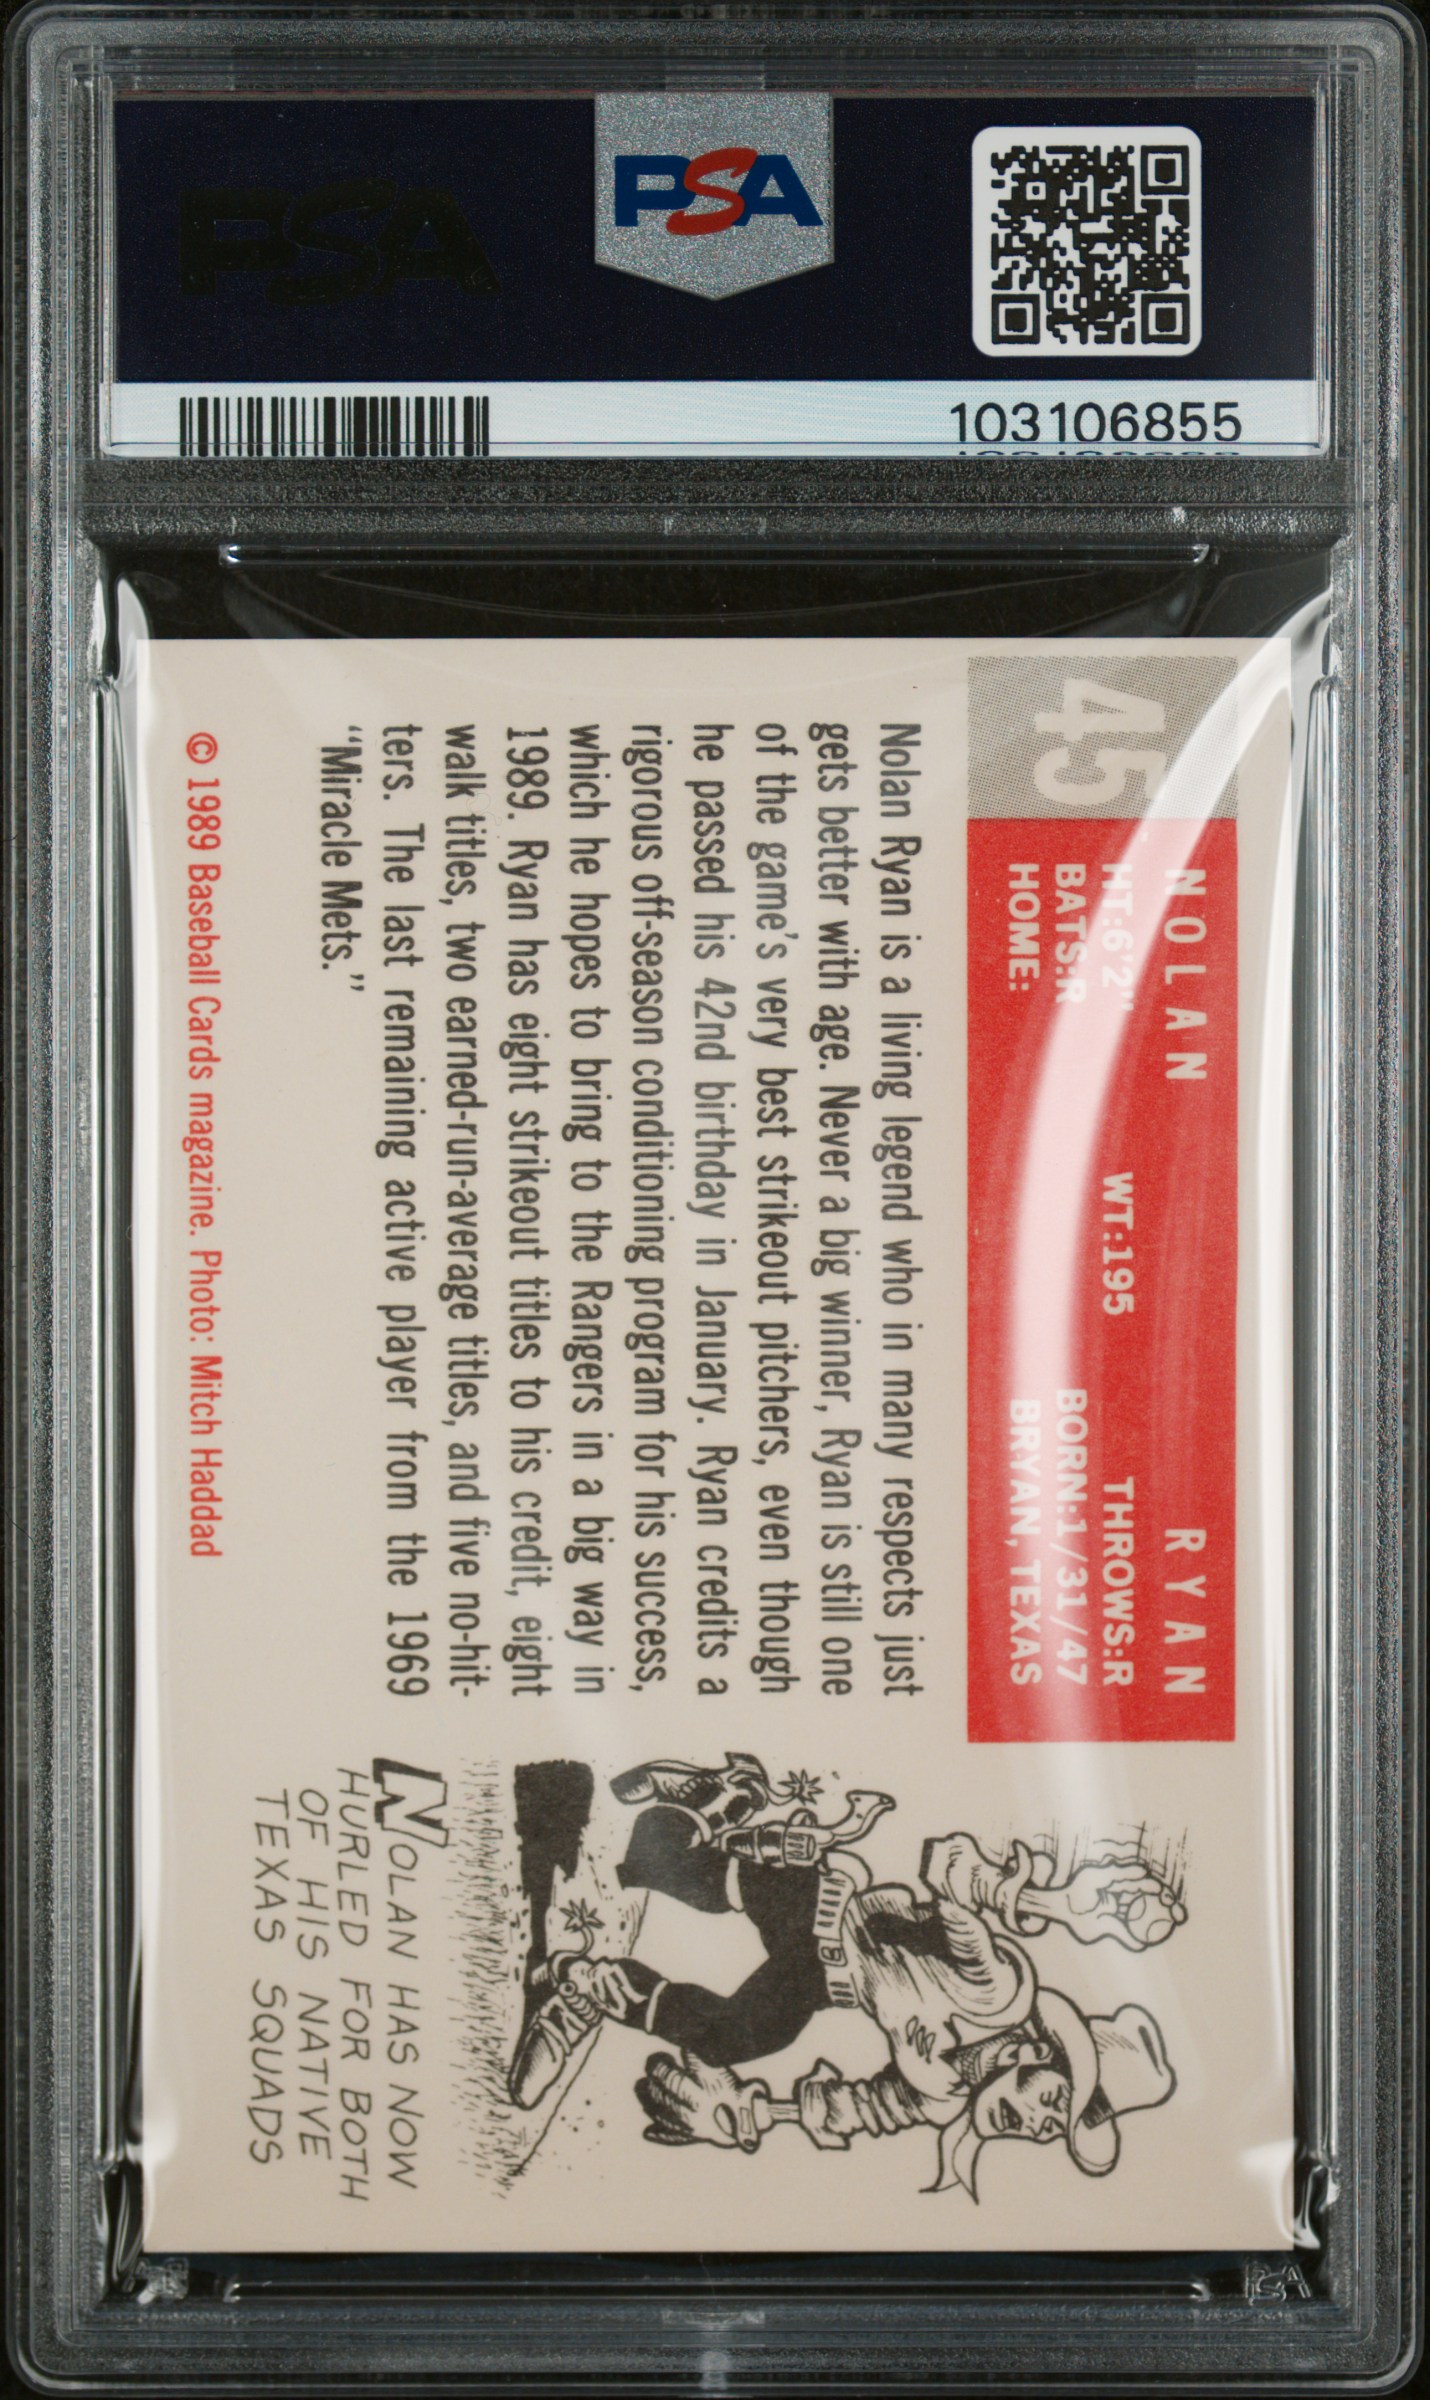 PSA
PSA
103106855
45
NOLAN RYAN
HT:6'2" WT:195 THROWS:R
BATS:R BORN:1/31/47
HOME: BRYAN, TEXAS
Nolan Ryan is a living legend who in many respects just
gets better with age. Never a big winner, Ryan is still one
of the game's very best strikeout pitchers, even though
he passed his 42nd birthday in January. Ryan credits a
rigorous off-season conditioning program for his success,
which he hopes to bring to the Rangers in a big way in
1989. Ryan has eight strikeout titles to his credit, eight
walk titles, two earned-run-average titles, and five no-hit-
ters. The last remaining active player from the 1969
“Miracle Mets.”
© 1989 Baseball Cards magazine. Photo: Mitch Haddad
NOLAN HAS NOW
HURLED FOR BOTH
OF HIS NATIVE
TEXAS SQUADS
PSA